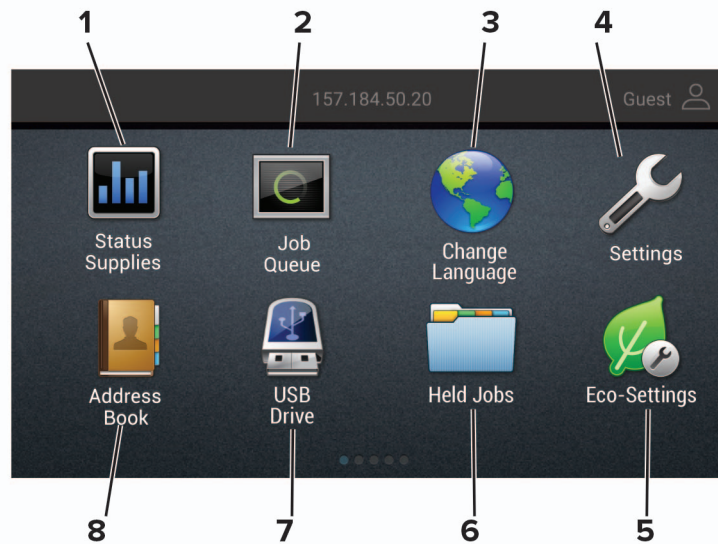 1 2 3 4
157.184.50.20 Guest
Status
Supplies
Job
Queue
Change
Language
Settings
Address
Book
USB
Drive
Held Jobs
Eco-Settings
8 7 6 5